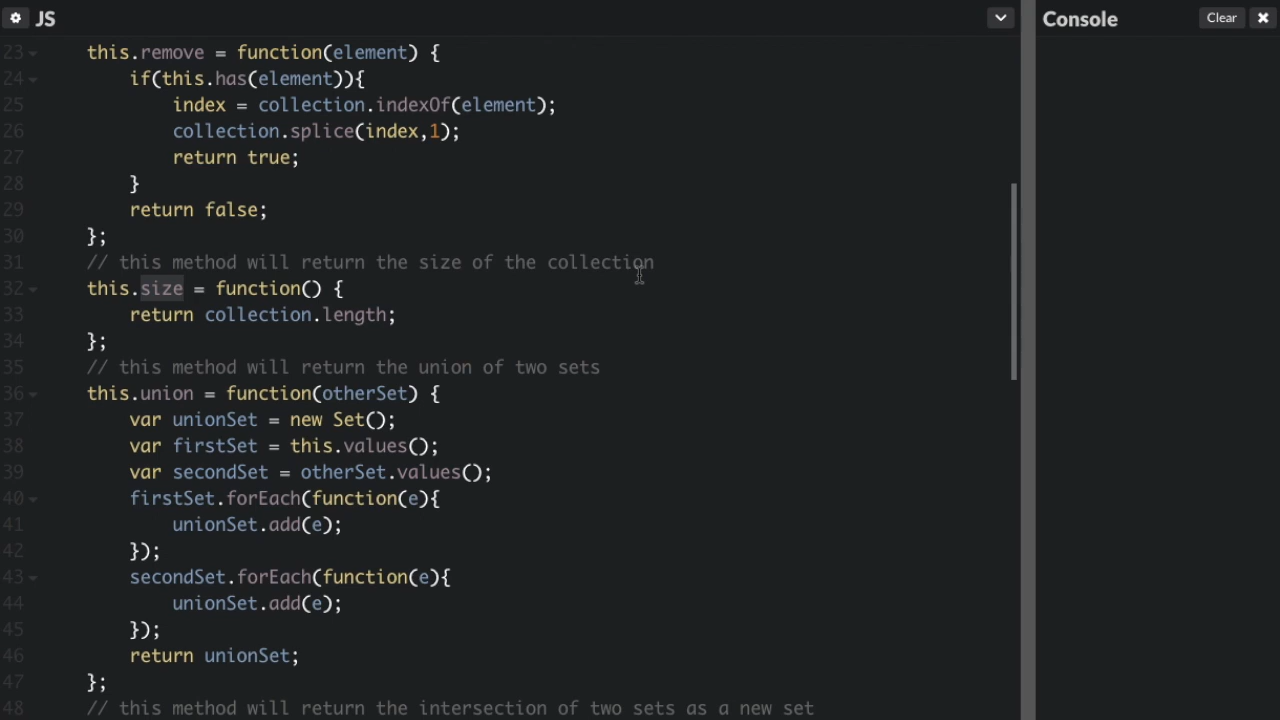 JS
Console
Clear
23 this.remove = function(element) {
24 if(this.has(element)){
25 index = collection.indexOf(element);
26 collection.splice(index,1);
27 return true;
28 }
29 return false;
30 };
31 // this method will return the size of the collection
32 this.size = function() {
33 return collection.length;
34 };
35 // this method will return the union of two sets
36 this.union = function(otherSet) {
37 var unionSet = new Set();
38 var firstSet = this.values();
39 var secondSet = otherSet.values();
40 firstSet.forEach(function(e){
41 unionSet.add(e);
42 });
43 secondSet.forEach(function(e){
44 unionSet.add(e);
45 });
46 return unionSet;
47 };
48 // this method will return the intersection of two sets as a new set